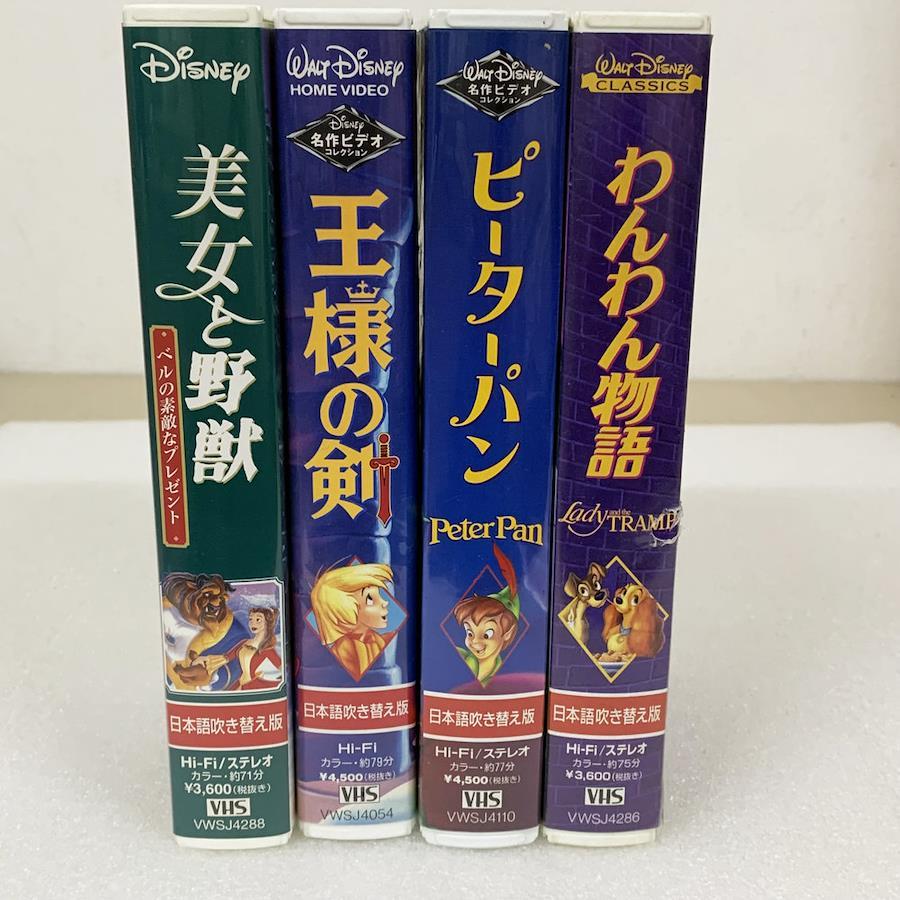 Disney
美女と野獣
・ベルの素敵なプレゼント・
日本語吹き替え版
Hi-Fi/ステレオ
カラー・約71分
¥3,600(税抜き)
VHS
VWSJ4288
WALT DISNEY
HOME VIDEO
Disney
名作ビデオ
コレクション
王様の剣
日本語吹き替え版
Hi-Fi
カラー・約79分
¥4,500(税抜き)
VHS
VWSJ4054
WALT DISNEY
名作ビデオ
コレクション
ピーターパン
Peter Pan
日本語吹き替え版
Hi-Fi/ステレオ
カラー・約77分
¥4,500(税抜き)
VHS
VWSJ4110
WALT DISNEY
CLASSICS
わんわん物語
Lady and the TRAMP
日本語吹き替え版
Hi-Fi/ステレオ
カラー・約75分
¥3,600(税抜き)
VHS
VWSJ4286